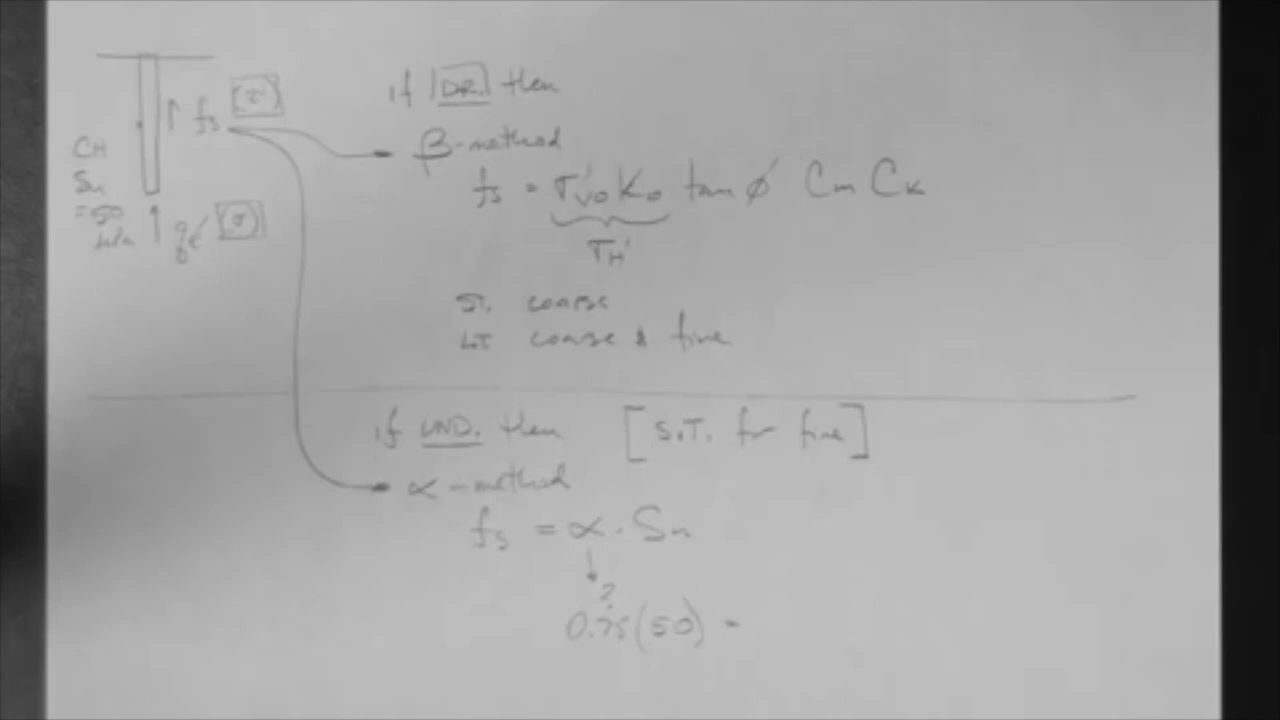 if DR. then
fs (τ)
β-method
CH
fs = σ'vo Ko tan φ' Cm CK
Su
=50
kPa
qt' (σ)
σH'
ST. coarse
LT coarse & fine
if UND. then [S.T. for fine]
α-method
fs = α · Su
?
0.75(50) =